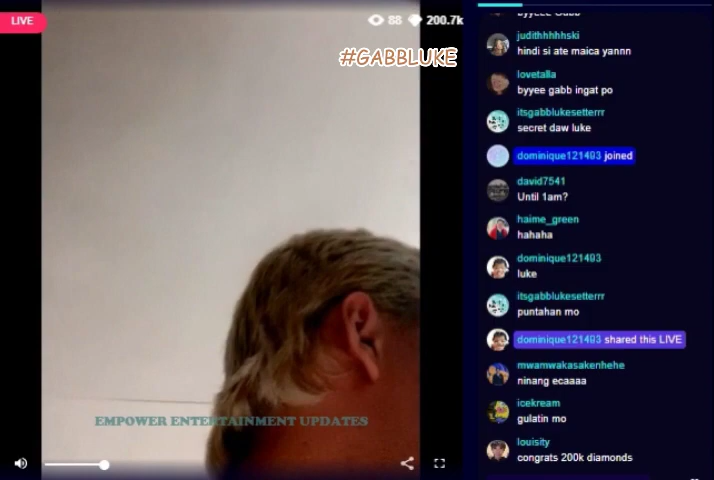 LIVE
88 200.7k
#GABBLUKE
EMPOWER ENTERTAINMENT UPDATES
judithhhhhski
hindi si ate maica yannn
lovetalla
byyee gabb ingat po
itsgabblukesetterrr
secret daw luke
dominique121493 joined
david7541
Until 1am?
haime_green
hahaha
dominique121493
luke
itsgabblukesetterrr
puntahan mo
dominique121493 shared this LIVE
mwamwakasakenhehe
ninang ecaaaa
icekream
gulatin mo
louisity
congrats 200k diamonds